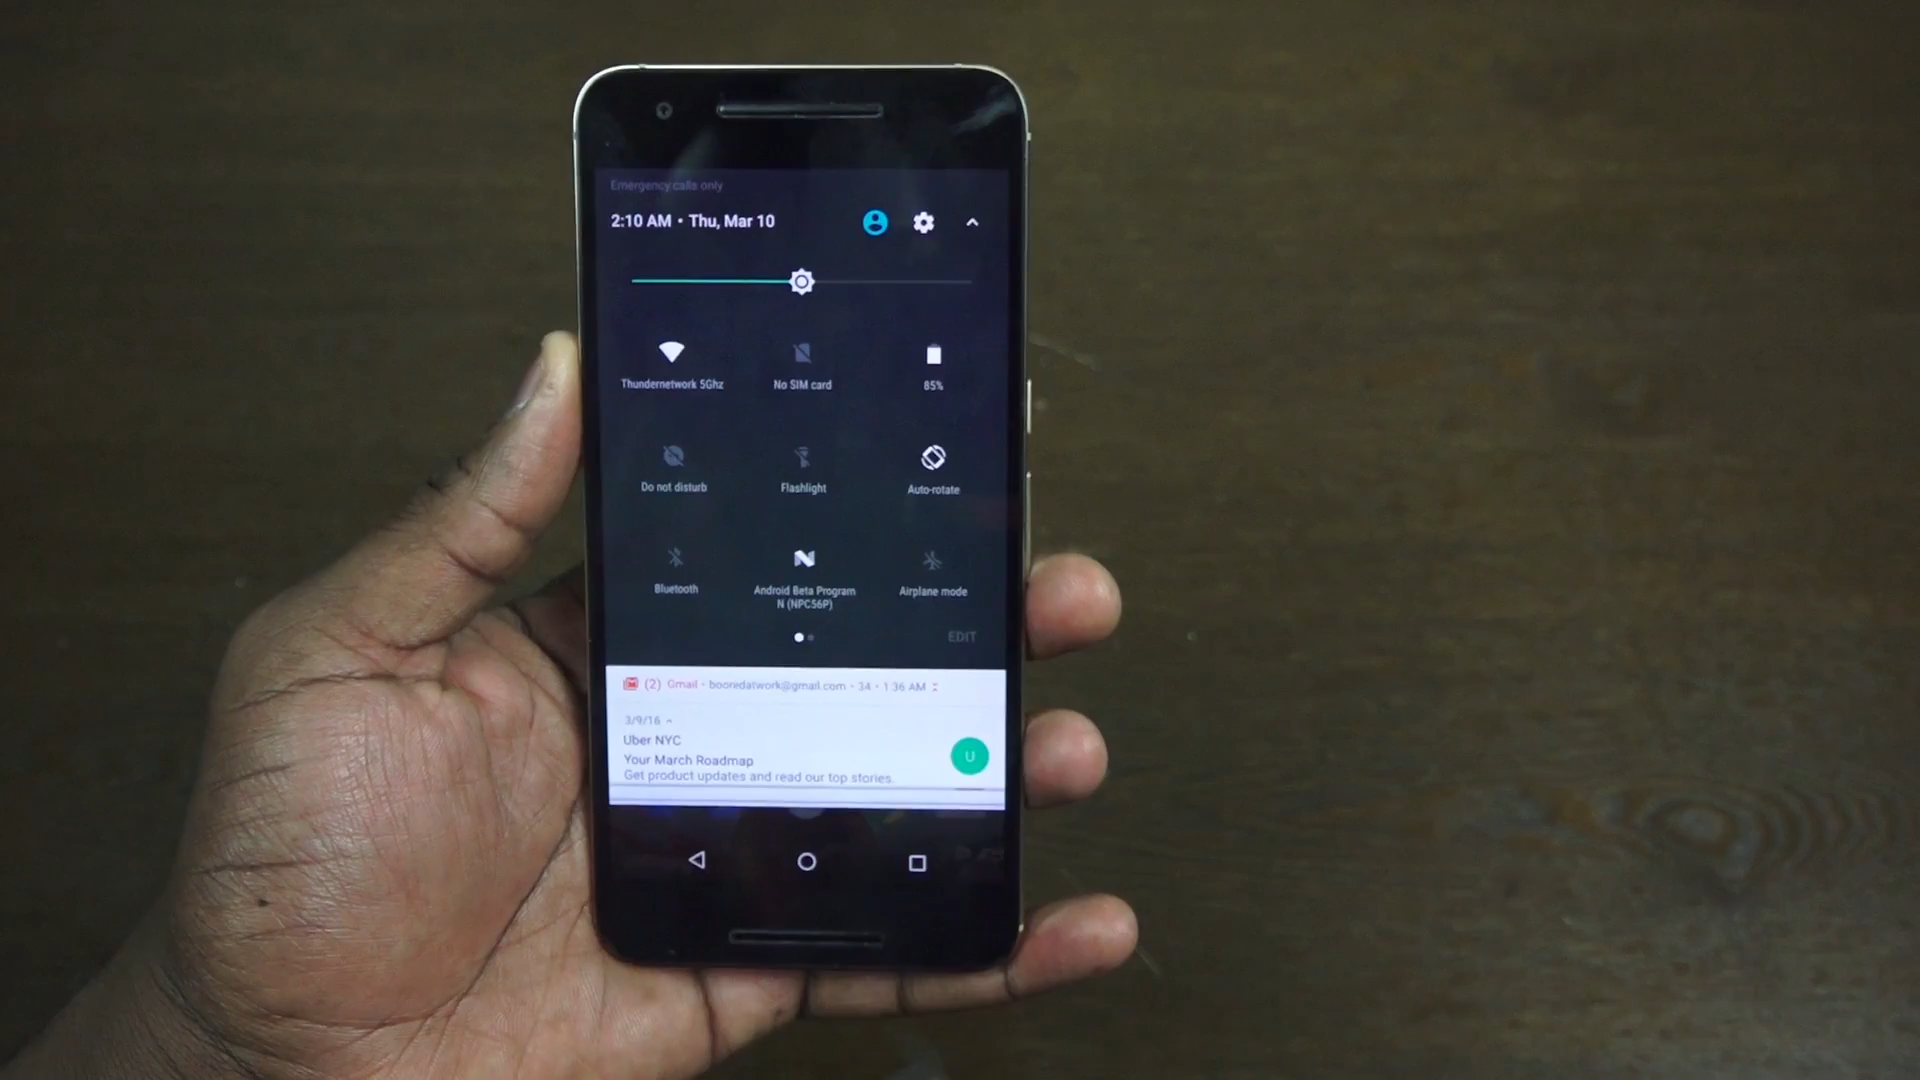 Emergency calls only
2:10 AM • Thu, Mar 10
Thundernetwork 5Ghz
No SIM card
85%
Do not disturb
Flashlight
Auto-rotate
Bluetooth
Android Beta Program
N (NPC56P)
Airplane mode
EDIT
(2) Gmail • booredatwork@gmail.com • 34 • 1:36 AM
3/9/16
Uber NYC
U
Your March Roadmap
Get product updates and read our top stories.